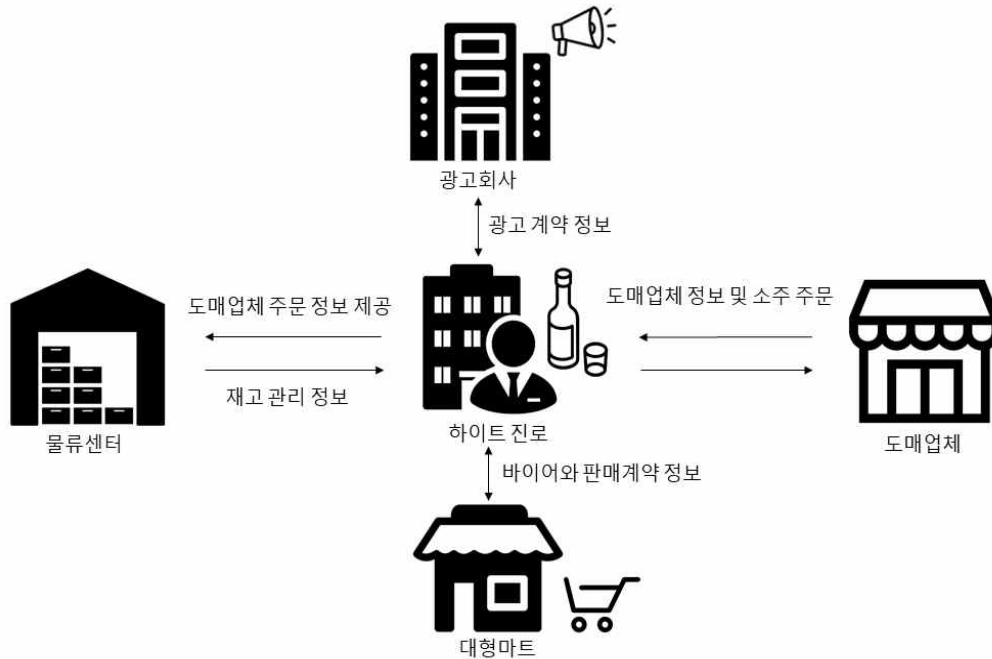 광고회사
광고 계약 정보
도매업체 주문 정보 제공
도매업체 정보 및 소주 주문
재고 관리 정보
물류센터
하이트 진로
도매업체
바이어와 판매계약 정보
대형마트